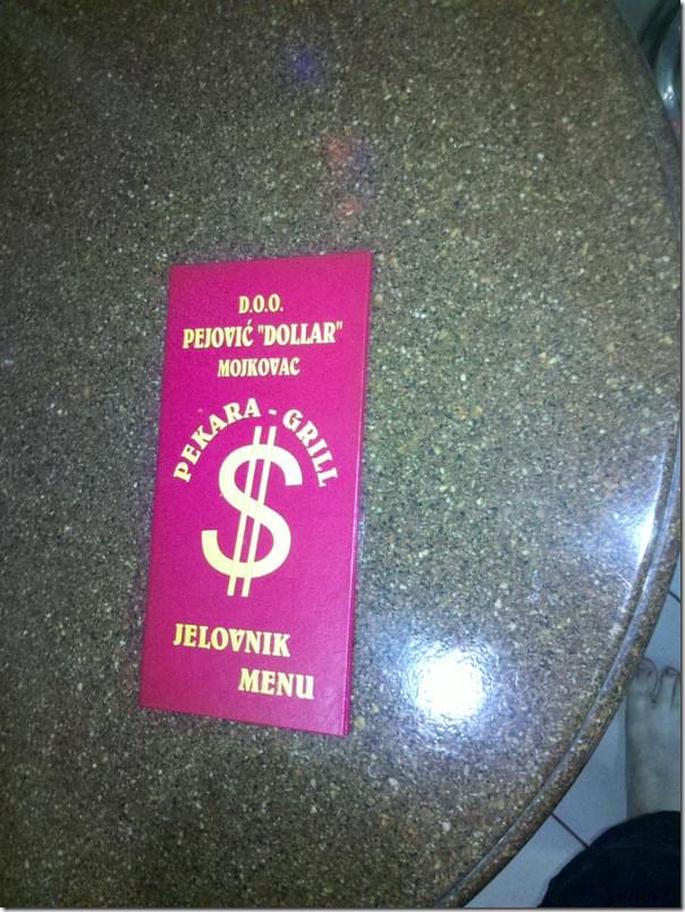 D.O.O.
PEJOVIĆ "DOLLAR"
MOJKOVAC
PEKARA - GRILL
$
JELOVNIK
MENU